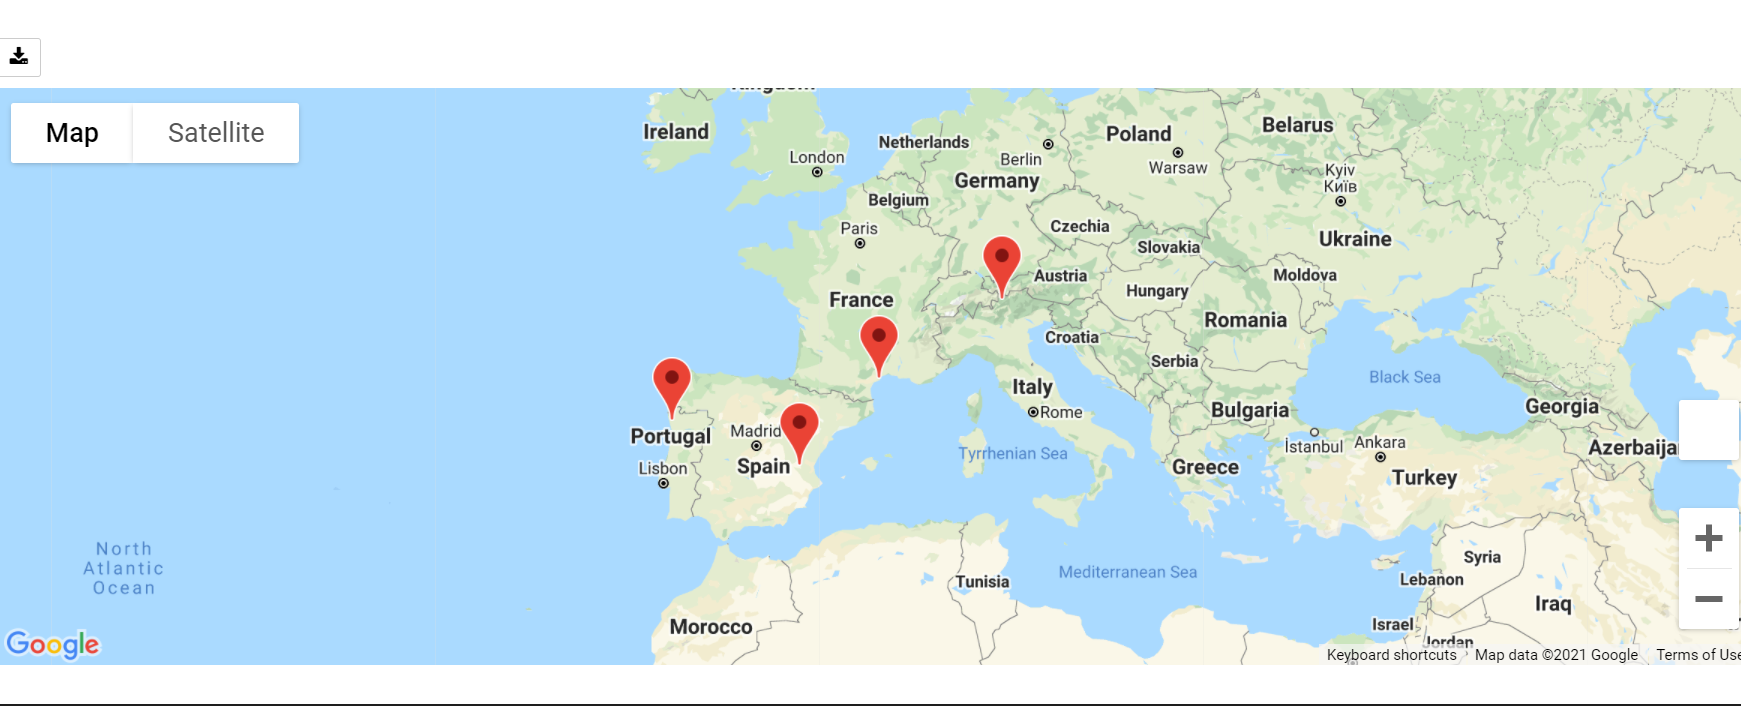 Map
Satellite
Ireland
London
Netherlands
Berlin
Poland
Warsaw
Belarus
Germany
Belgium
Kyiv
Київ
Paris
Czechia
Slovakia
Ukraine
Austria
Moldova
Hungary
France
Romania
Croatia
Serbia
Italy
Black Sea
Rome
Bulgaria
Georgia
Portugal
Madrid
İstanbul
Ankara
Tyrrhenian Sea
Spain
Lisbon
Greece
Turkey
North
Atlantic
Ocean
Syria
Mediterranean Sea
Lebanon
Tunisia
Iraq
Israel
Morocco
Jordan
Google
Keyboard shortcuts
Map data ©2021 Google
Terms of Use